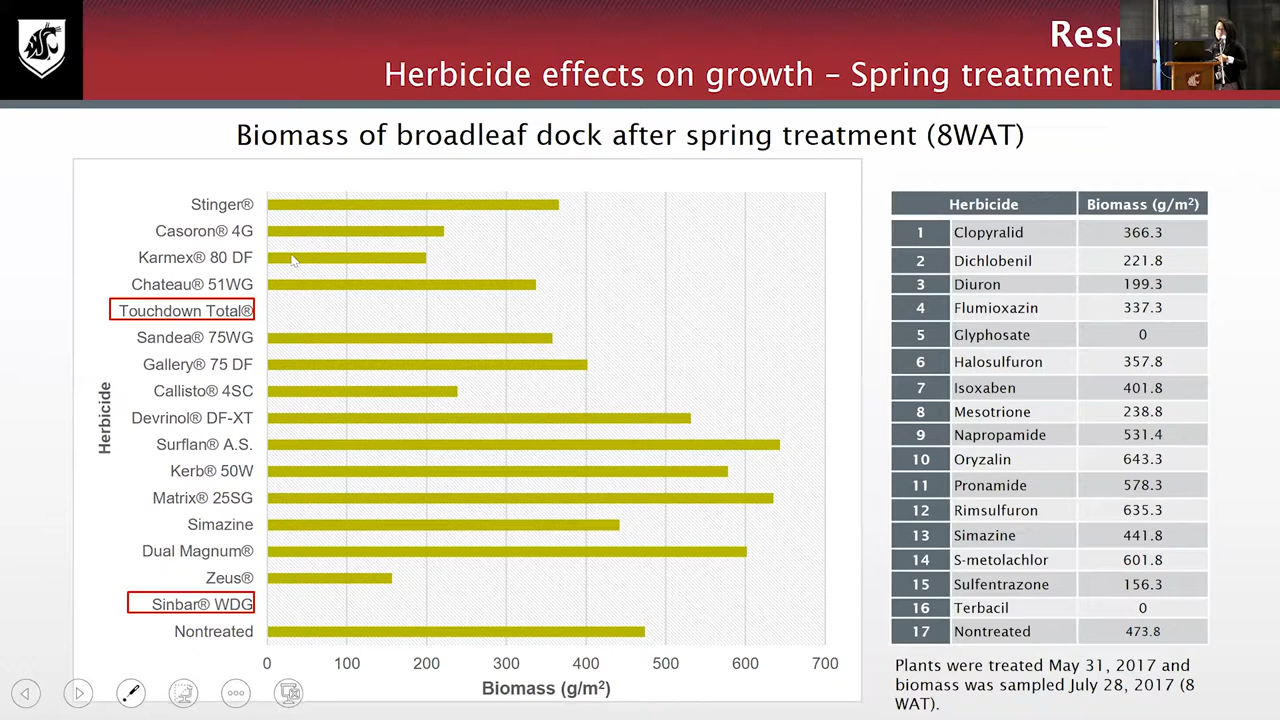 Resu
Herbicide effects on growth – Spring treatment
Biomass of broadleaf dock after spring treatment (8WAT)
Herbicide
Stinger®
Casoron® 4G
Karmex® 80 DF
Chateau® 51WG
Touchdown Total®
Sandea® 75WG
Gallery® 75 DF
Callisto® 4SC
Devrinol® DF-XT
Surflan® A.S.
Kerb® 50W
Matrix® 25SG
Simazine
Dual Magnum®
Zeus®
Sinbar® WDG
Nontreated
0 100 200 300 400 500 600 700
Biomass (g/m²)
Herbicide Biomass (g/m²)
1 Clopyralid 366.3
2 Dichlobenil 221.8
3 Diuron 199.3
4 Flumioxazin 337.3
5 Glyphosate 0
6 Halosulfuron 357.8
7 Isoxaben 401.8
8 Mesotrione 238.8
9 Napropamide 531.4
10 Oryzalin 643.3
11 Pronamide 578.3
12 Rimsulfuron 635.3
13 Simazine 441.8
14 S-metolachlor 601.8
15 Sulfentrazone 156.3
16 Terbacil 0
17 Nontreated 473.8
Plants were treated May 31, 2017 and
biomass was sampled July 28, 2017 (8
WAT).